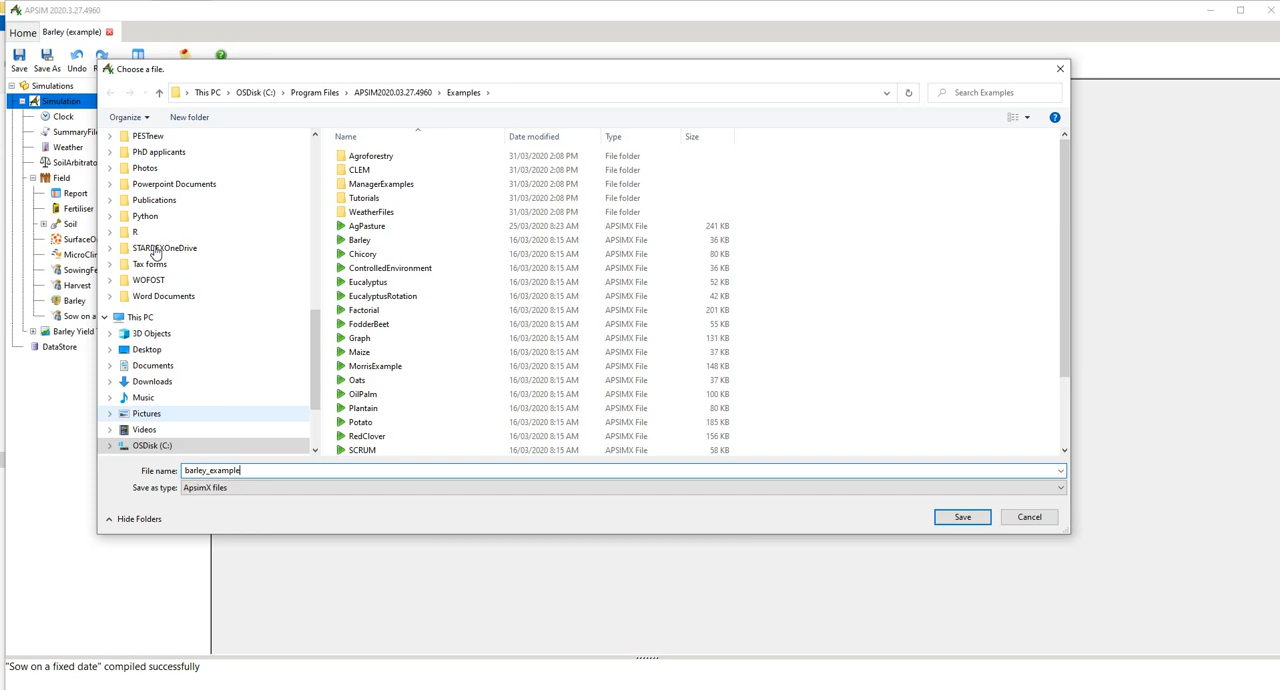 APSIM 2020.3.27.4960
Home Barley (example)
Save Save As Undo
Choose a file.
This PC > OSDisk (C:) > Program Files > APSIM2020.03.27.4960 > Examples >
Search Examples
Organize New folder
Simulations
Simulation
Clock
SummaryFile
Weather
SoilArbitrato
Field
Report
Fertiliser
Soil
SurfaceO
MicroClin
SowingFe
Harvest
Barley
Sow on a
Barley Yield
DataStore
PESTnew
PhD applicants
Photos
Powerpoint Documents
Publications
Python
R
STARDEXOneDrive
Tax forms
WOFOST
Word Documents
This PC
3D Objects
Desktop
Documents
Downloads
Music
Pictures
Videos
OSDisk (C:)
Name Date modified Type Size
Agroforestry 31/03/2020 2:08 PM File folder
CLEM 31/03/2020 2:08 PM File folder
ManagerExamples 31/03/2020 2:08 PM File folder
Tutorials 31/03/2020 2:08 PM File folder
WeatherFiles 31/03/2020 2:08 PM File folder
AgPasture 25/03/2020 8:23 AM APSIMX File 241 KB
Barley 16/03/2020 8:15 AM APSIMX File 36 KB
Chicory 16/03/2020 8:15 AM APSIMX File 80 KB
ControlledEnvironment 16/03/2020 8:15 AM APSIMX File 36 KB
Eucalyptus 16/03/2020 8:15 AM APSIMX File 52 KB
EucalyptusRotation 16/03/2020 8:15 AM APSIMX File 42 KB
Factorial 16/03/2020 8:15 AM APSIMX File 201 KB
FodderBeet 16/03/2020 8:15 AM APSIMX File 55 KB
Graph 16/03/2020 8:15 AM APSIMX File 131 KB
Maize 16/03/2020 8:15 AM APSIMX File 37 KB
MorrisExample 16/03/2020 8:15 AM APSIMX File 148 KB
Oats 16/03/2020 8:15 AM APSIMX File 37 KB
OilPalm 16/03/2020 8:15 AM APSIMX File 100 KB
Plantain 16/03/2020 8:15 AM APSIMX File 80 KB
Potato 16/03/2020 8:15 AM APSIMX File 185 KB
RedClover 16/03/2020 8:15 AM APSIMX File 156 KB
SCRUM 16/03/2020 8:15 AM APSIMX File 58 KB
File name: barley_example
Save as type: ApsimX files
Hide Folders
Save Cancel
"Sow on a fixed date" compiled successfully